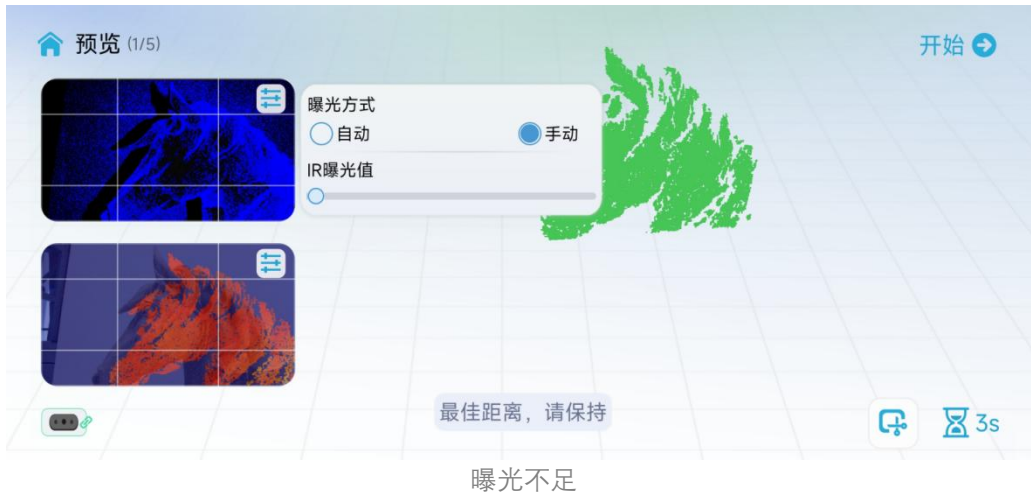 预览 (1/5)
开始
曝光方式
自动
手动
IR曝光值
最佳距离，请保持
3s
曝光不足